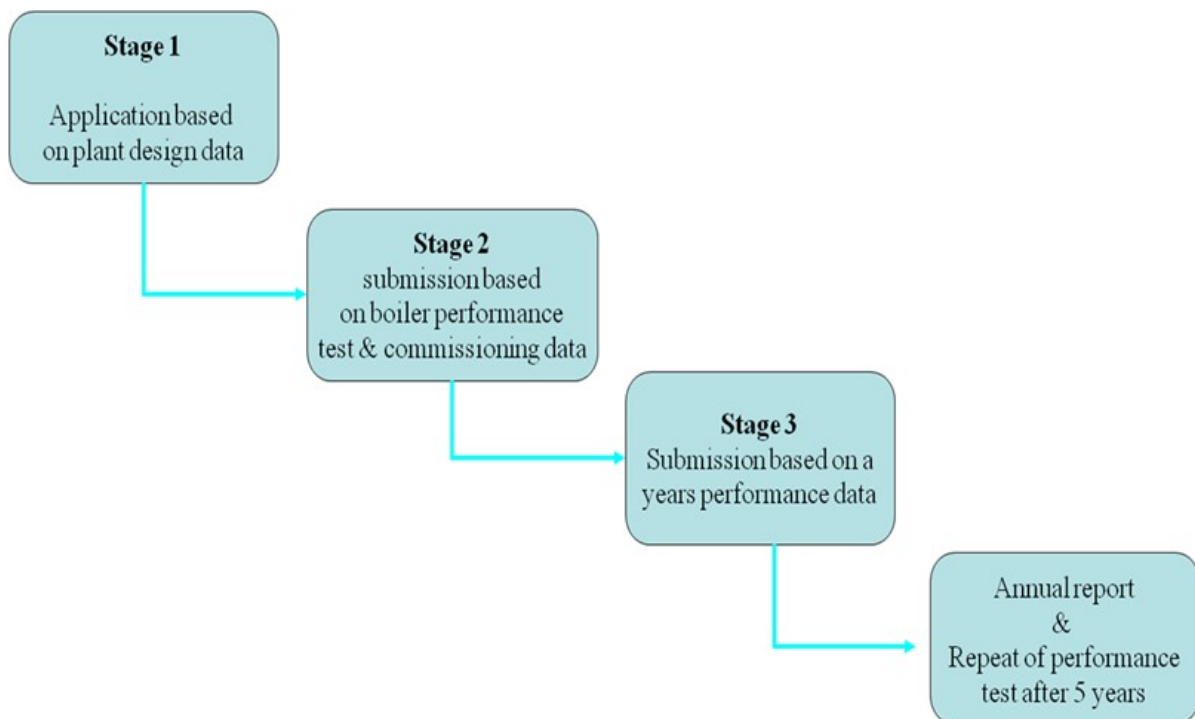 Stage 1
Application based
on plant design data
Stage 2
submission based
on boiler performance
test & commissioning data
Stage 3
Submission based on a
years performance data
Annual report
&
Repeat of performance
test after 5 years